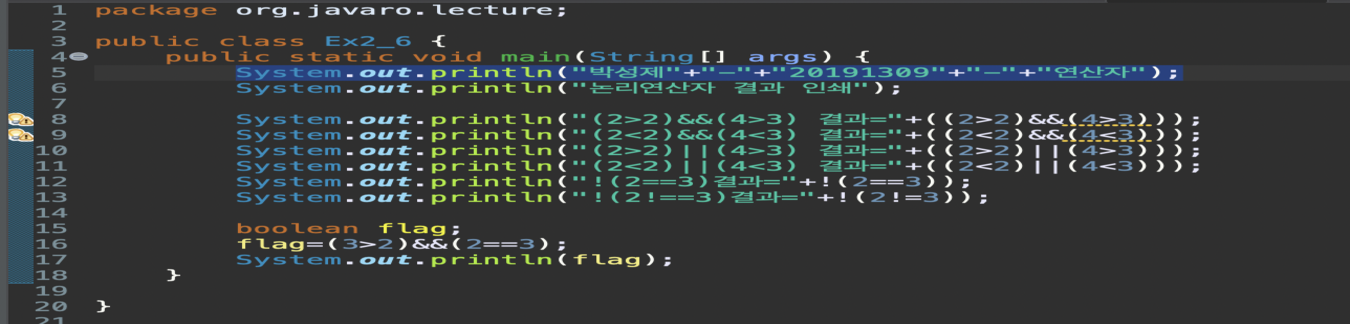 1 package org.javaro.lecture;
2
3 public class Ex2_6 {
4 public static void main(String[] args) {
5 System.out.println("박성제"+"-"+"20191309"+"-"+"연산자");
6 System.out.println("논리연산자 결과 인쇄");
7
8 System.out.println("(2>2)&&(4>3) 결과="+((2>2)&&(4>3)));
9 System.out.println("(2<2)&&(4<3) 결과="+((2<2)&&(4<3)));
10 System.out.println("(2>2)||(4>3) 결과="+((2>2)||(4>3)));
11 System.out.println("(2<2)||(4<3) 결과="+((2<2)||(4<3)));
12 System.out.println("!(2==3)결과="+!(2==3));
13 System.out.println("!(2!==3)결과="+!(2!=3));
14
15 boolean flag;
16 flag=(3>2)&&(2==3);
17 System.out.println(flag);
18 }
19
20 }
21